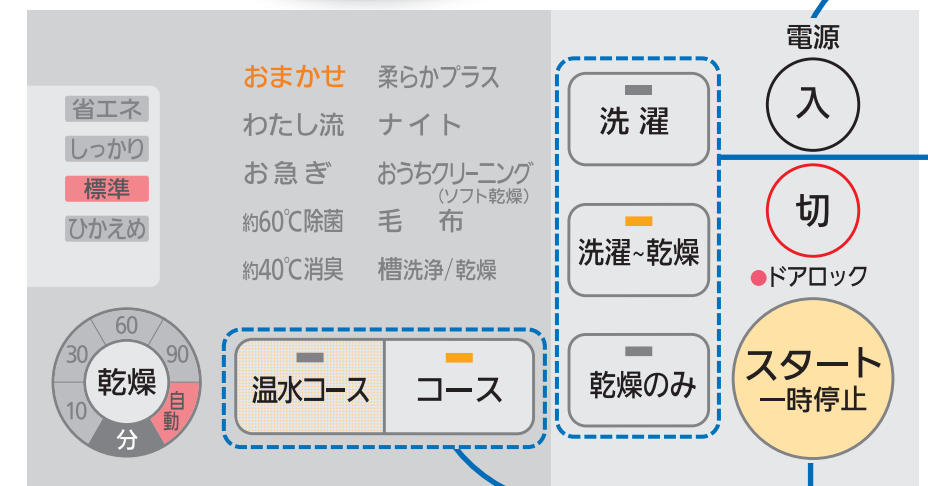 電源
入
切
ドアロック
スタート
一時停止
省エネ
しっかり
標準
ひかえめ
おまかせ
わたし流
お急ぎ
約60℃除菌
約40℃消臭
柔らかプラス
ナイト
おうちクリーニング
(ソフト乾燥)
毛布
槽洗浄/乾燥
洗濯
洗濯~乾燥
乾燥のみ
60
30
90
10
自動
乾燥
分
温水コース
コース